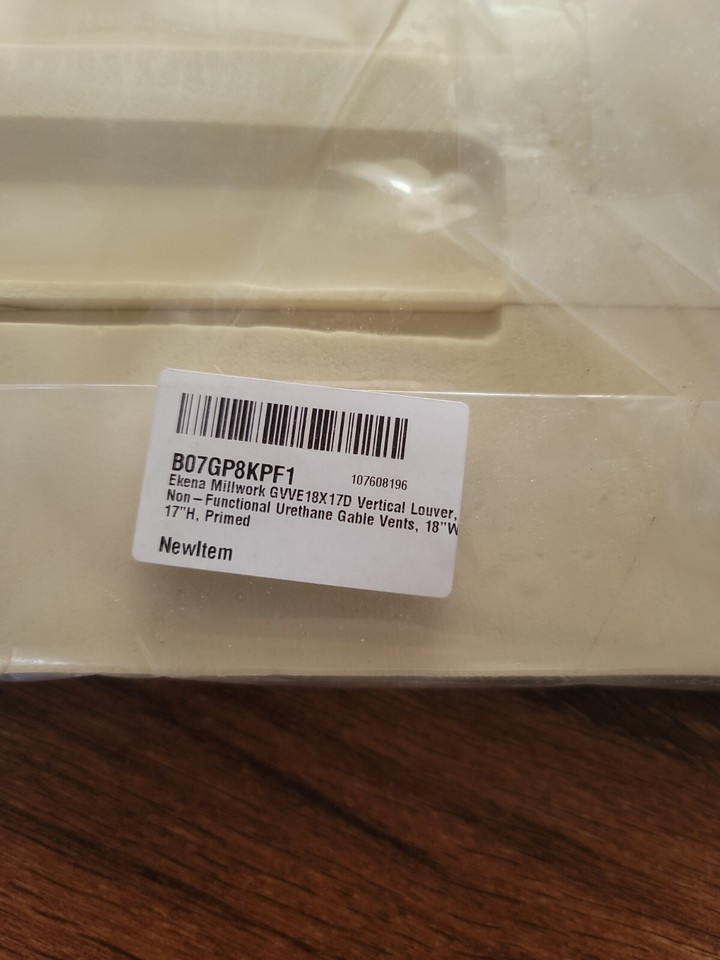 B07GP8KPF1
107608196
Ekena Millwork GVVE18X17D Vertical Louver,
Non-Functional Urethane Gable Vents, 18"W
17"H, Primed
NewItem